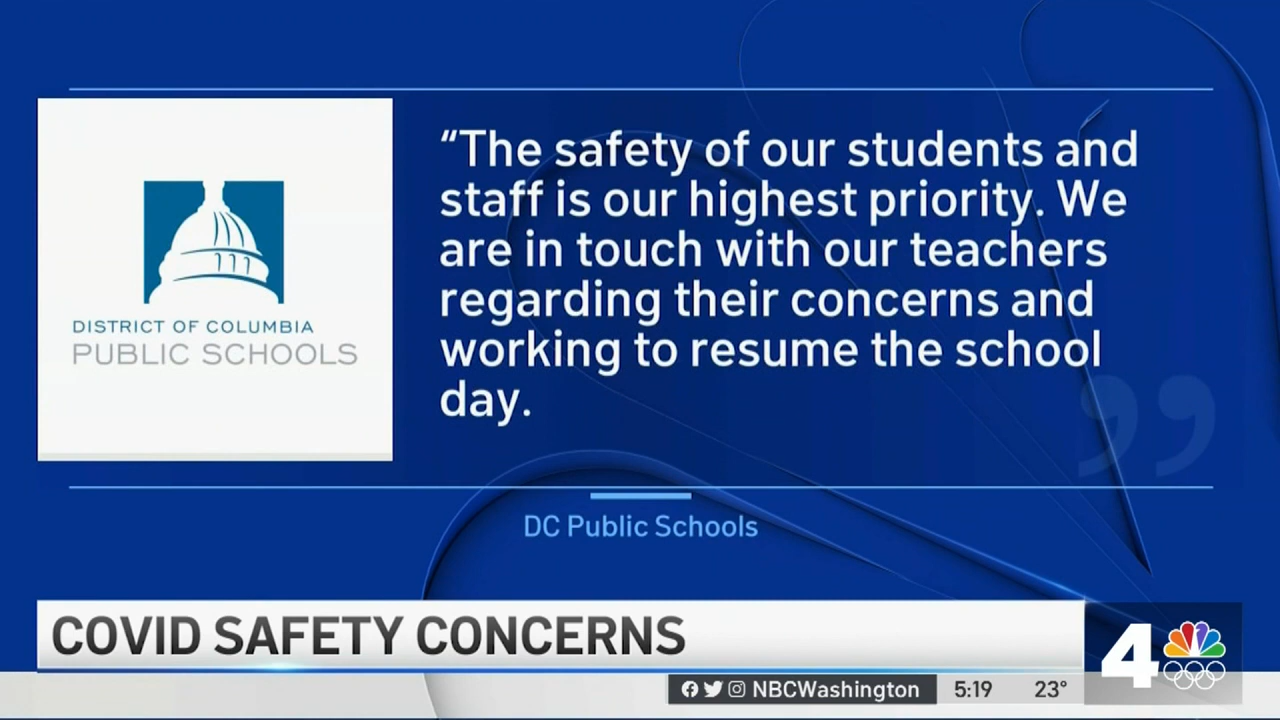 “The safety of our students and
staff is our highest priority. We
are in touch with our teachers
regarding their concerns and
working to resume the school
day.
”
DISTRICT OF COLUMBIA
PUBLIC SCHOOLS
DC Public Schools
COVID SAFETY CONCERNS
4
NBCWashington 5:19 23°